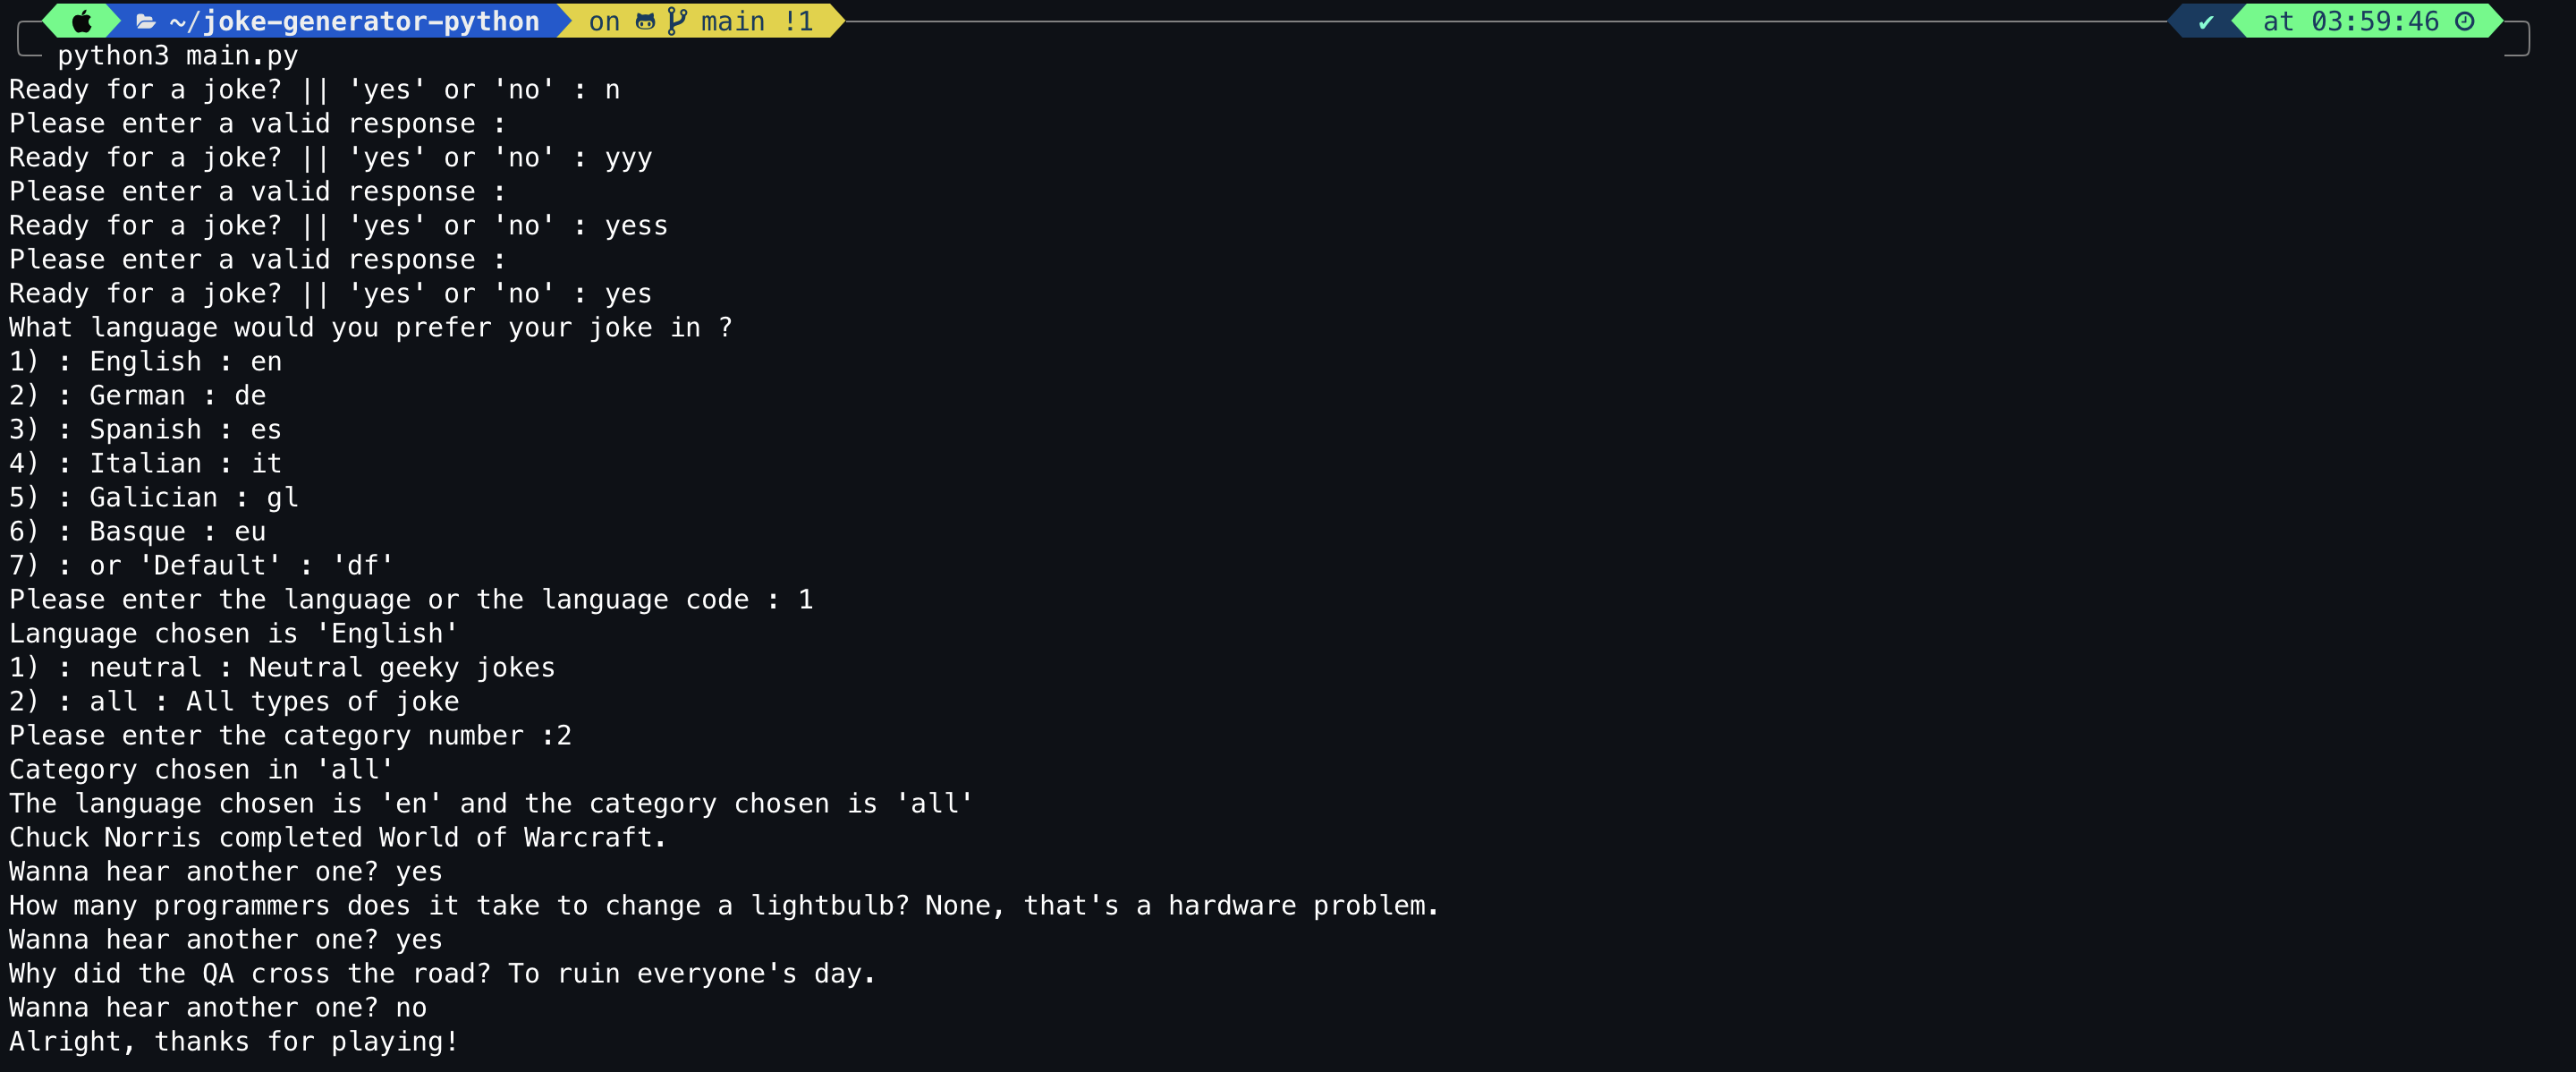 ~/joke-generator-python on main !1 ✔ at 03:59:46
python3 main.py
Ready for a joke? || 'yes' or 'no' : n
Please enter a valid response :
Ready for a joke? || 'yes' or 'no' : yyy
Please enter a valid response :
Ready for a joke? || 'yes' or 'no' : yess
Please enter a valid response :
Ready for a joke? || 'yes' or 'no' : yes
What language would you prefer your joke in ?
1) : English : en
2) : German : de
3) : Spanish : es
4) : Italian : it
5) : Galician : gl
6) : Basque : eu
7) : or 'Default' : 'df'
Please enter the language or the language code : 1
Language chosen is 'English'
1) : neutral : Neutral geeky jokes
2) : all : All types of joke
Please enter the category number :2
Category chosen in 'all'
The language chosen is 'en' and the category chosen is 'all'
Chuck Norris completed World of Warcraft.
Wanna hear another one? yes
How many programmers does it take to change a lightbulb? None, that's a hardware problem.
Wanna hear another one? yes
Why did the QA cross the road? To ruin everyone's day.
Wanna hear another one? no
Alright, thanks for playing!